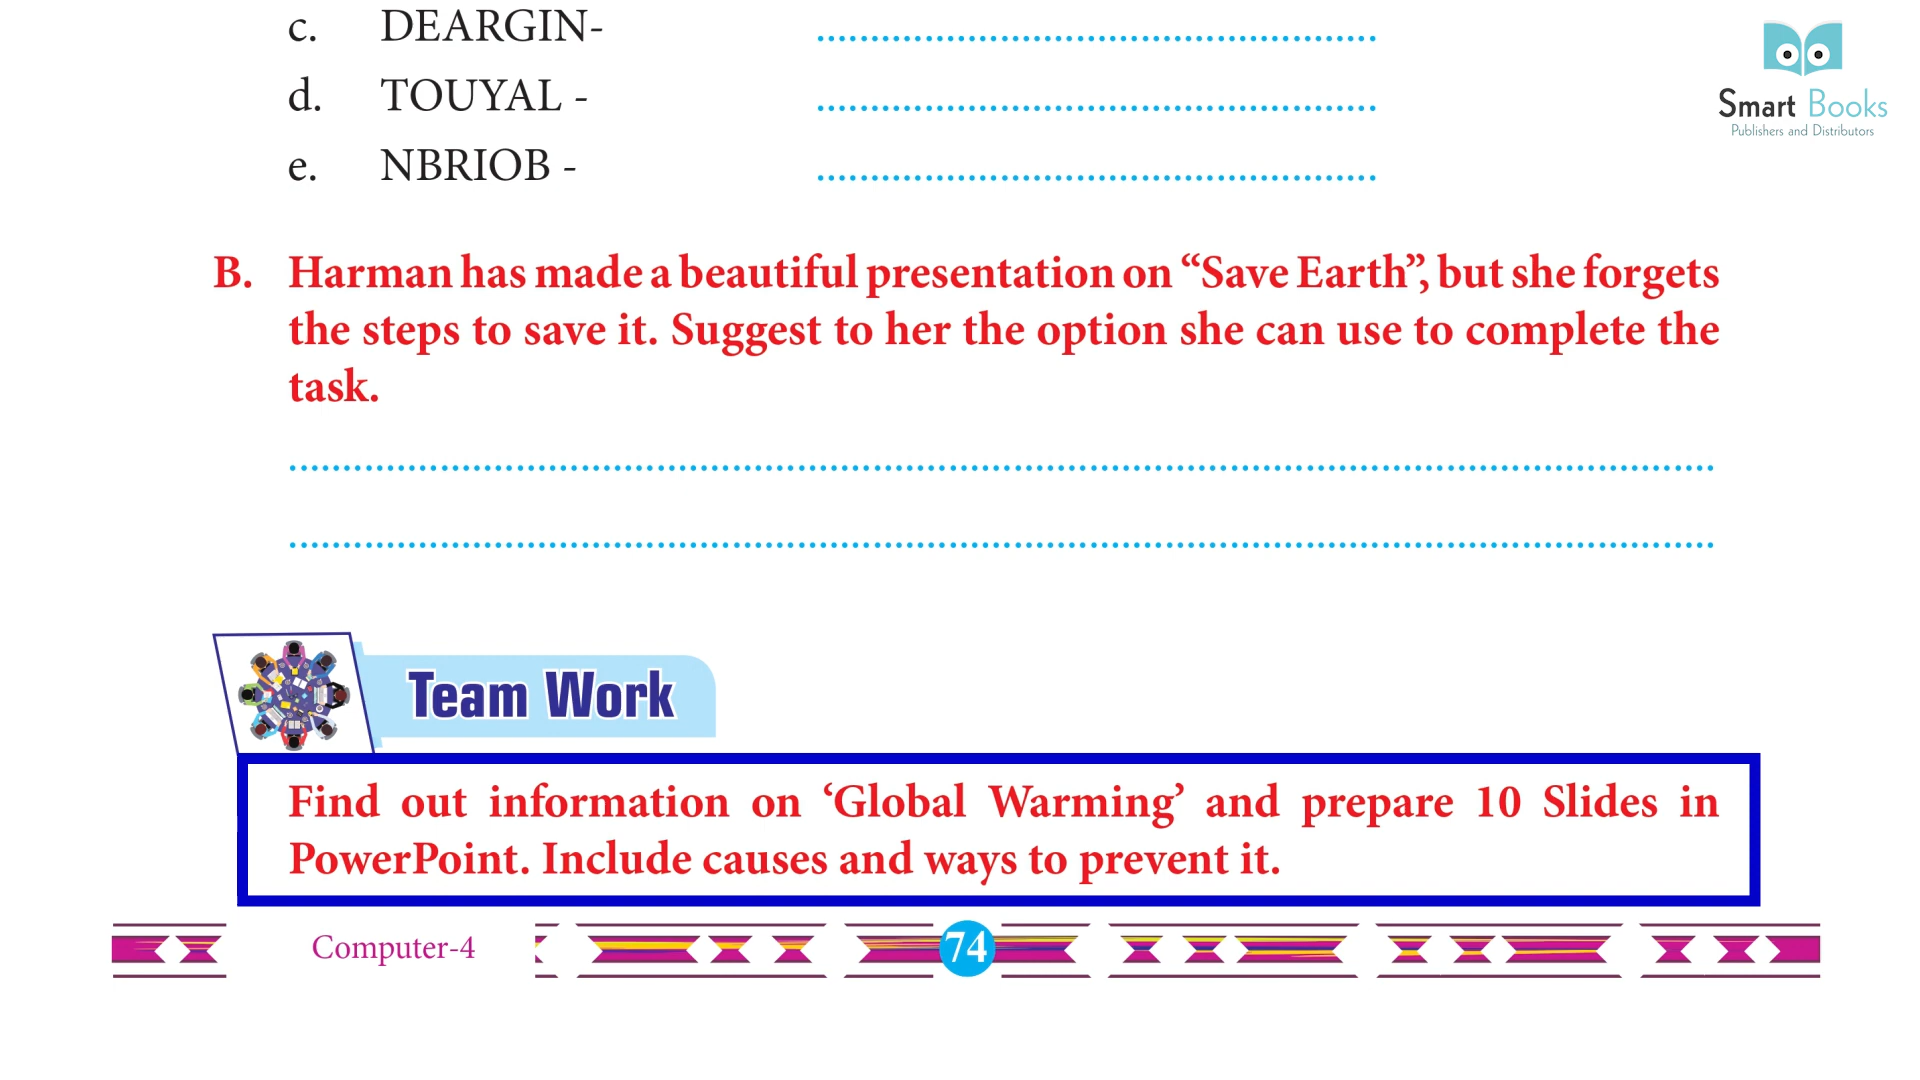 c. DEARGIN- ....................................................
d. TOUYAL - ....................................................
e. NBRIOB - ....................................................
Smart Books
Publishers and Distributors
B. Harman has made a beautiful presentation on “Save Earth”, but she forgets
the steps to save it. Suggest to her the option she can use to complete the
task.
....................................................................................................................................
....................................................................................................................................
Team Work
Find out information on ‘Global Warming’ and prepare 10 Slides in
PowerPoint. Include causes and ways to prevent it.
Computer-4
74